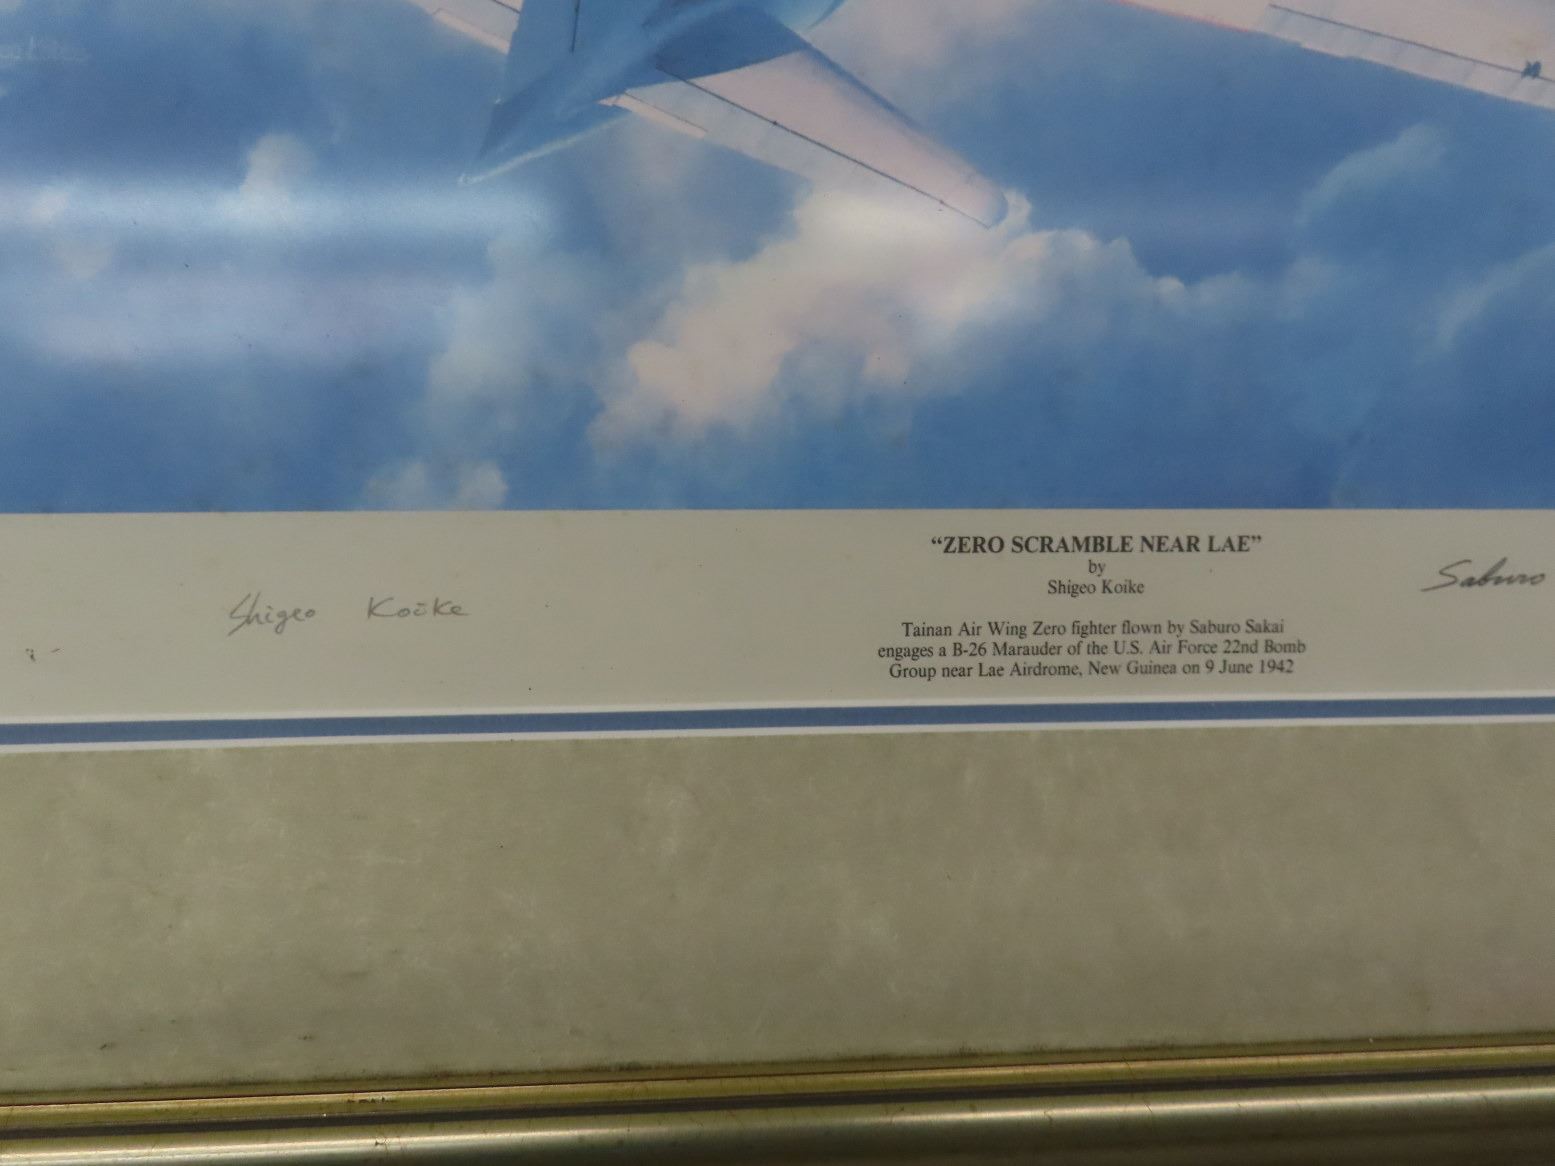 “ZERO SCRAMBLE NEAR LAE”
by
Shigeo Koike
Shigeo Koike
Saburo
Tainan Air Wing Zero fighter flown by Saburo Sakai
engages a B-26 Marauder of the U.S. Air Force 22nd Bomb
Group near Lae Airdrome, New Guinea on 9 June 1942